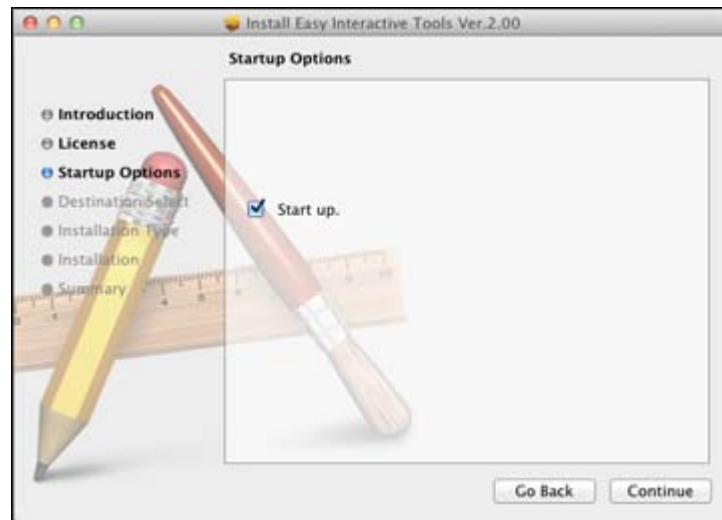 Install Easy Interactive Tools Ver.2.00
Startup Options
Introduction
License
Startup Options
Destination Select
Installation Type
Installation
Summary
Start up.
Go Back
Continue